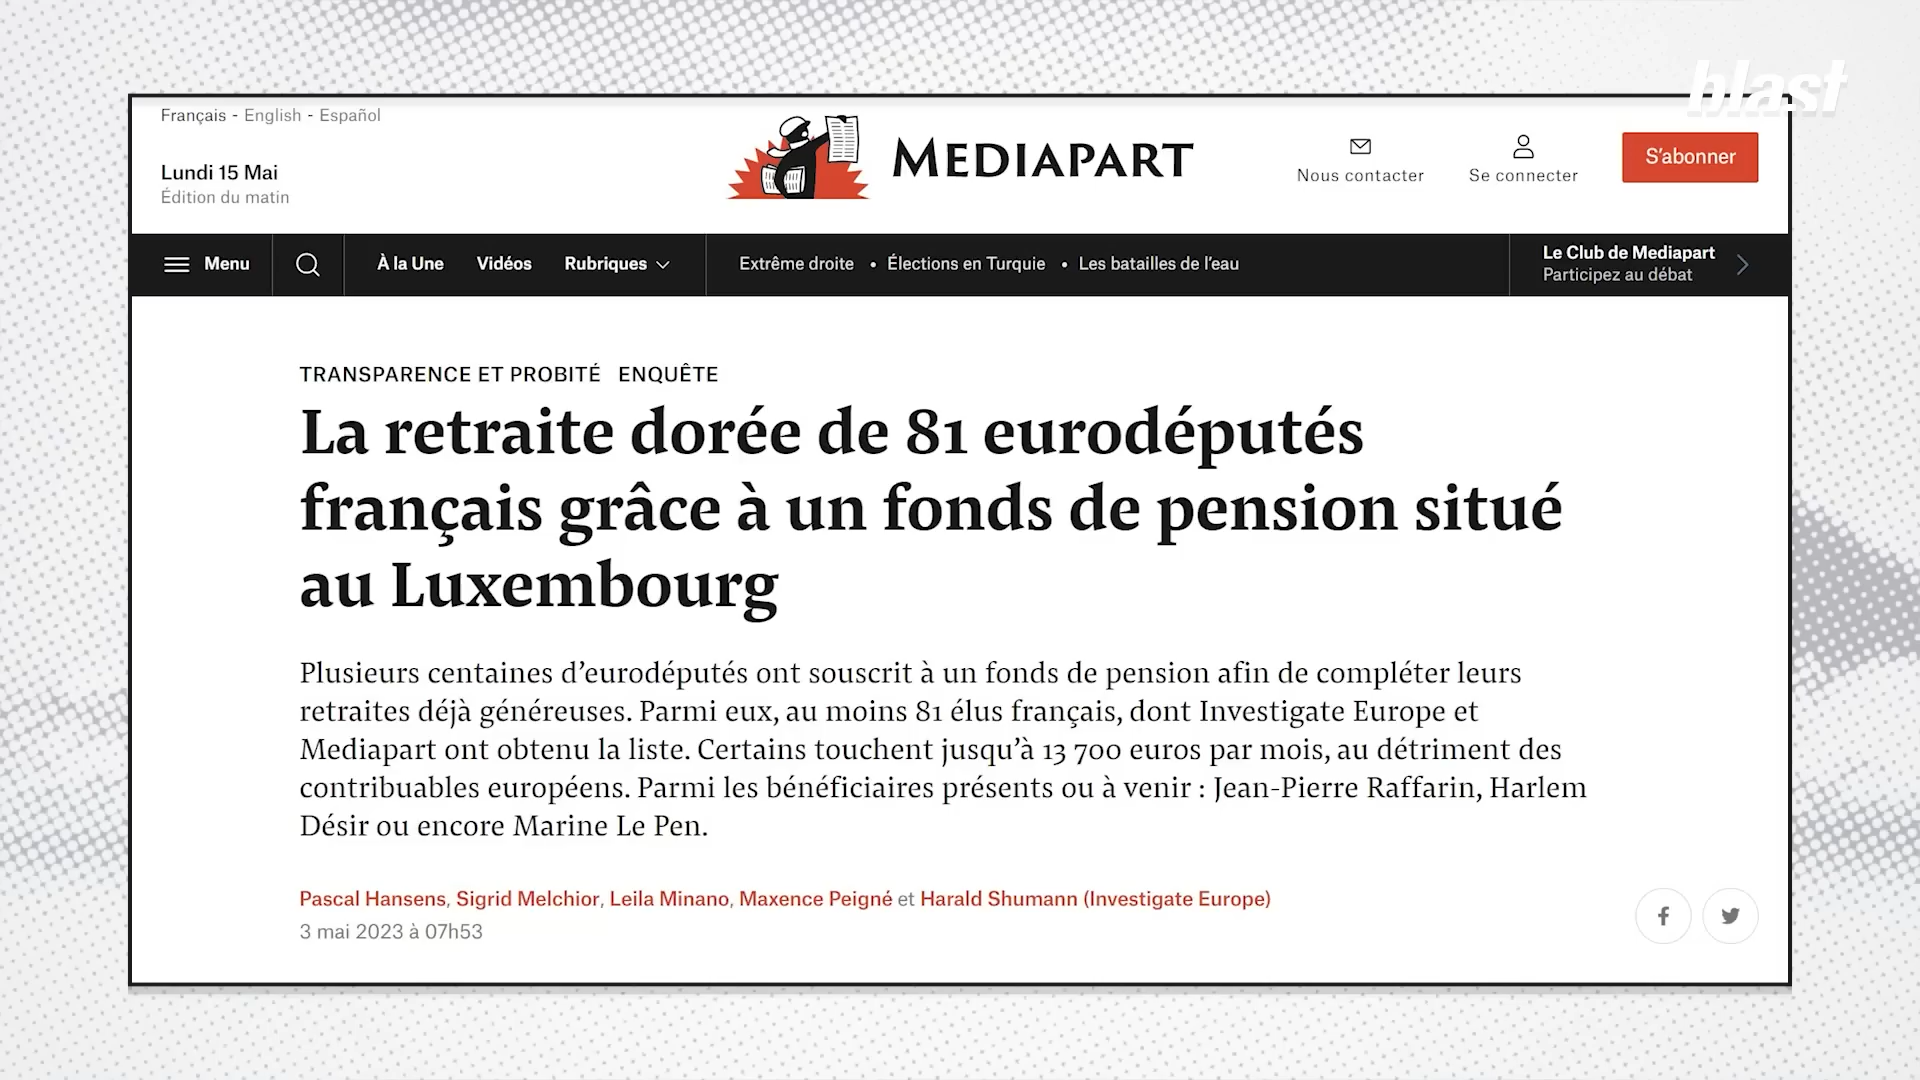 blast
Français - English - Español
Lundi 15 Mai
Édition du matin
MEDIAPART
Nous contacter
Se connecter
S'abonner
Menu
À la Une
Vidéos
Rubriques
Extrême droite • Élections en Turquie • Les batailles de l'eau
Le Club de Mediapart
Participez au débat
TRANSPARENCE ET PROBITÉ ENQUÊTE
La retraite dorée de 81 eurodéputés
français grâce à un fonds de pension situé
au Luxembourg
Plusieurs centaines d'eurodéputés ont souscrit à un fonds de pension afin de compléter leurs
retraites déjà généreuses. Parmi eux, au moins 81 élus français, dont Investigate Europe et
Mediapart ont obtenu la liste. Certains touchent jusqu'à 13 700 euros par mois, au détriment des
contribuables européens. Parmi les bénéficiaires présents ou à venir : Jean-Pierre Raffarin, Harlem
Désir ou encore Marine Le Pen.
Pascal Hansens, Sigrid Melchior, Leila Minano, Maxence Peigné et Harald Shumann (Investigate Europe)
3 mai 2023 à 07h53